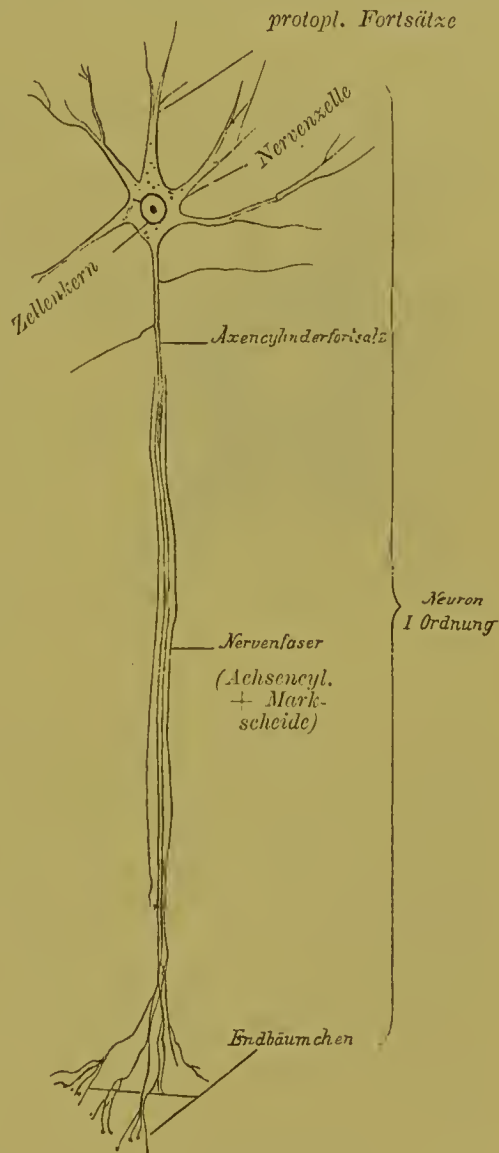 protopl. Fortsätze
Nervenzelle
Zellenkern
Axencylinderfortsatz
Neuron
I Ordnung
Nervenfaser
(Achsencyl.
+ Mark-
scheide)
Endbäumchen